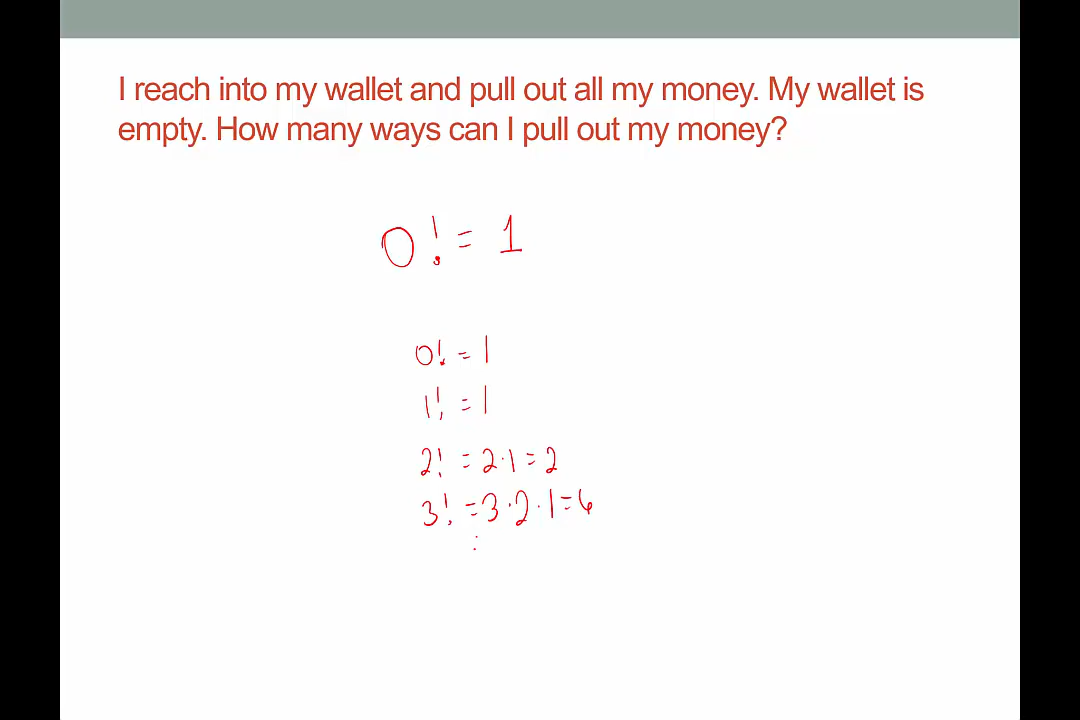 I reach into my wallet and pull out all my money. My wallet is
empty. How many ways can I pull out my money?
0! = 1
0! = 1
1! = 1
2! = 2·1 = 2
3! = 3·2·1 = 6
⋮